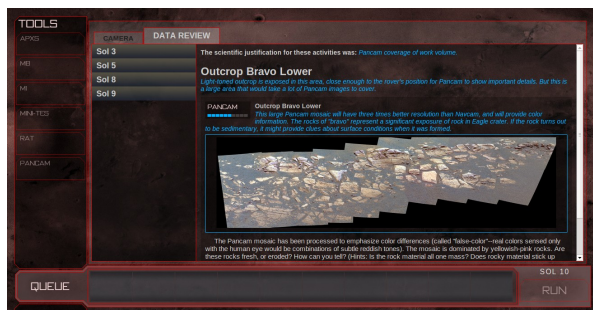 TOOLS
APXS
MB
MI
MINI-TES
RAT
PANCAM
CAMERA
DATA REVIEW
Sol 3
Sol 5
Sol 8
Sol 9
The scientific justification for these activities was: Pancam coverage of work volume.
Outcrop Bravo Lower
Light-toned outcrop is exposed in this area, close enough to the rover's position for Pancam to show important details. But this is
a large area that would take a lot of Pancam images to cover.
PANCAM
Outcrop Bravo Lower
This large Pancam mosaic will have three times better resolution than Navcam, and will provide color
information. The rocks of "bravo" represent a significant exposure of rock in Eagle crater. If the rock turns out
to be sedimentary, it might provide clues about surface conditions when it was formed.
The Pancam mosaic has been processed to emphasize color differences (called "false-color"--real colors sensed only
with the human eye would be combinations of subtle reddish tones). The mosaic is dominated by yellowish-pink rocks. Are
these rocks fresh, or eroded? How can you tell? (Hints: Is the rock material all one mass? Does rocky material stick up
QUEUE
SOL 10
RUN